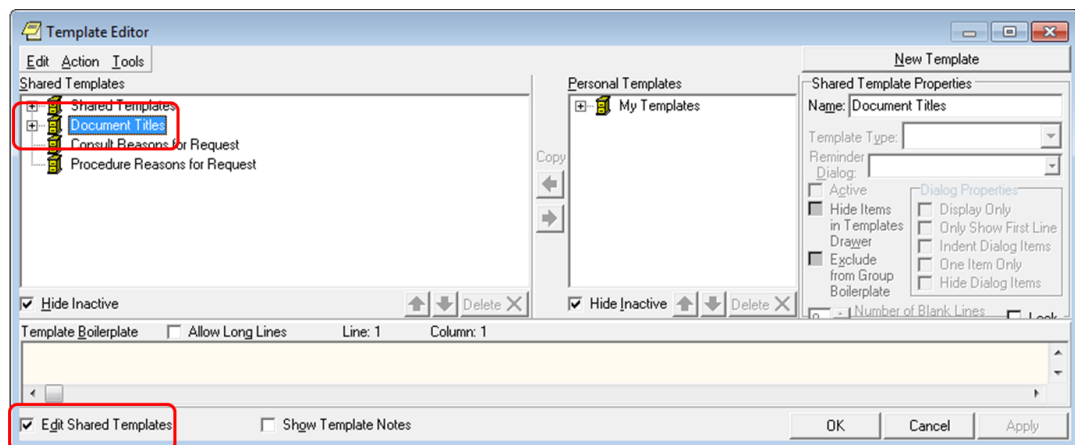 Template Editor
Edit Action Tools
New Template
Shared Templates
Shared Templates
Document Titles
Consult Reasons for Request
Procedure Reasons for Request
Hide Inactive
Delete
Copy
Personal Templates
My Templates
Hide Inactive
Delete
Shared Template Properties
Name: Document Titles
Template Type:
Reminder
Dialog:
Active
Hide Items
in Templates
Drawer
Exclude
from Group
Boilerplate
Dialog Properties
Display Only
Only Show First Line
Indent Dialog Items
One Item Only
Hide Dialog Items
Number of Blank Lines
Template Boilerplate Allow Long Lines Line: 1 Column: 1
Edit Shared Templates Show Template Notes OK Cancel Apply